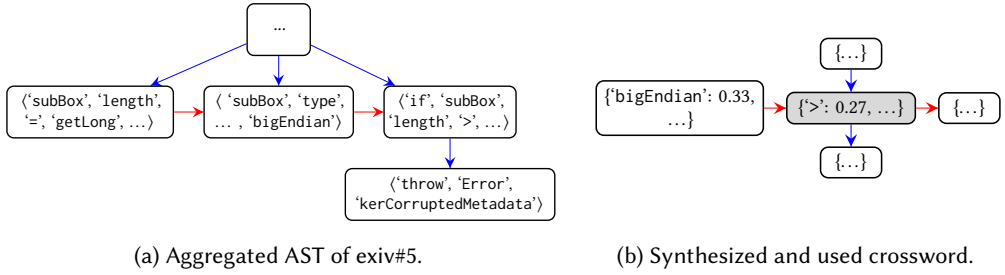 ...
⟨‘subBox’, ‘length’,
‘=’, ‘getLong’, ...⟩
⟨ ‘subBox’, ‘type’,
... , ‘bigEndian’⟩
⟨‘if’, ‘subBox’,
‘length’, ‘>’, ...⟩
⟨‘throw’, ‘Error’,
‘kerCorruptedMetadata’⟩
(a) Aggregated AST of exiv#5.
{...}
{‘bigEndian’: 0.33,
...}
{‘>’: 0.27, ...}
{...}
{...}
(b) Synthesized and used crossword.